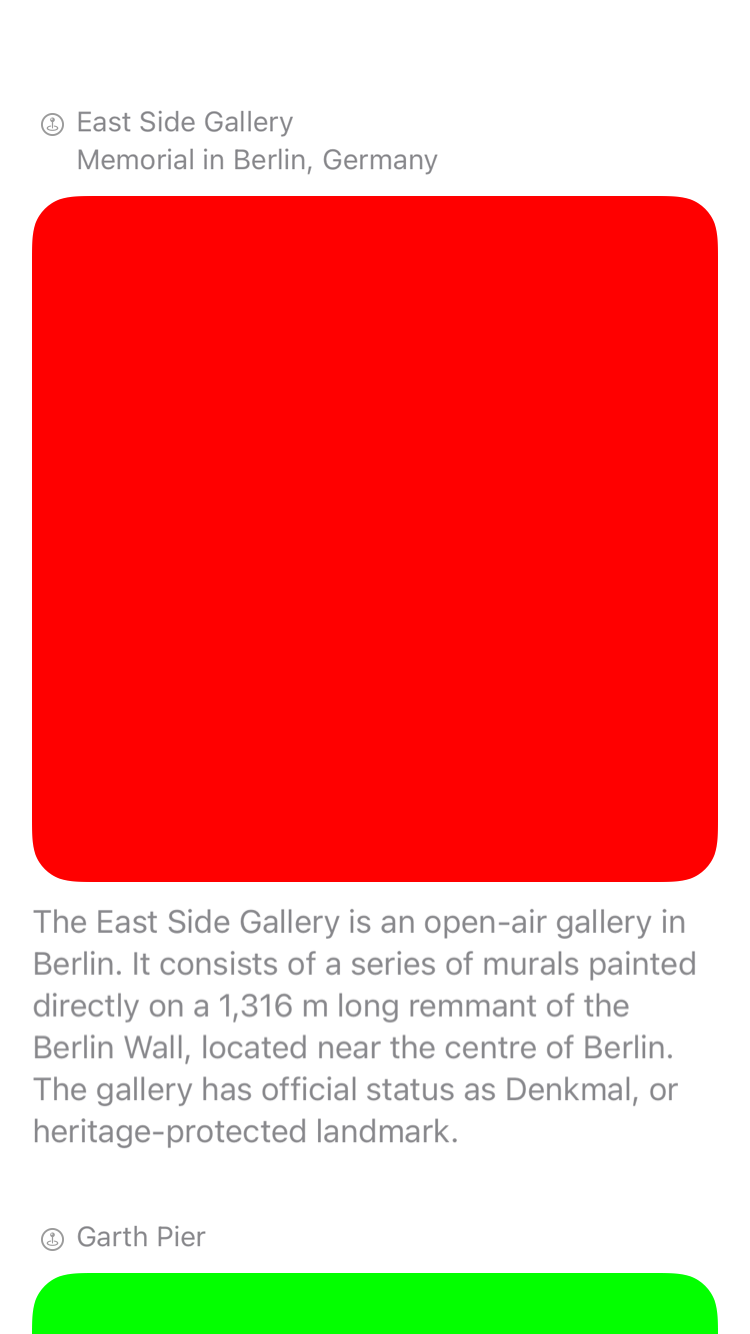 East Side Gallery
Memorial in Berlin, Germany
The East Side Gallery is an open-air gallery in
Berlin. It consists of a series of murals painted
directly on a 1,316 m long remmant of the
Berlin Wall, located near the centre of Berlin.
The gallery has official status as Denkmal, or
heritage-protected landmark.
Garth Pier